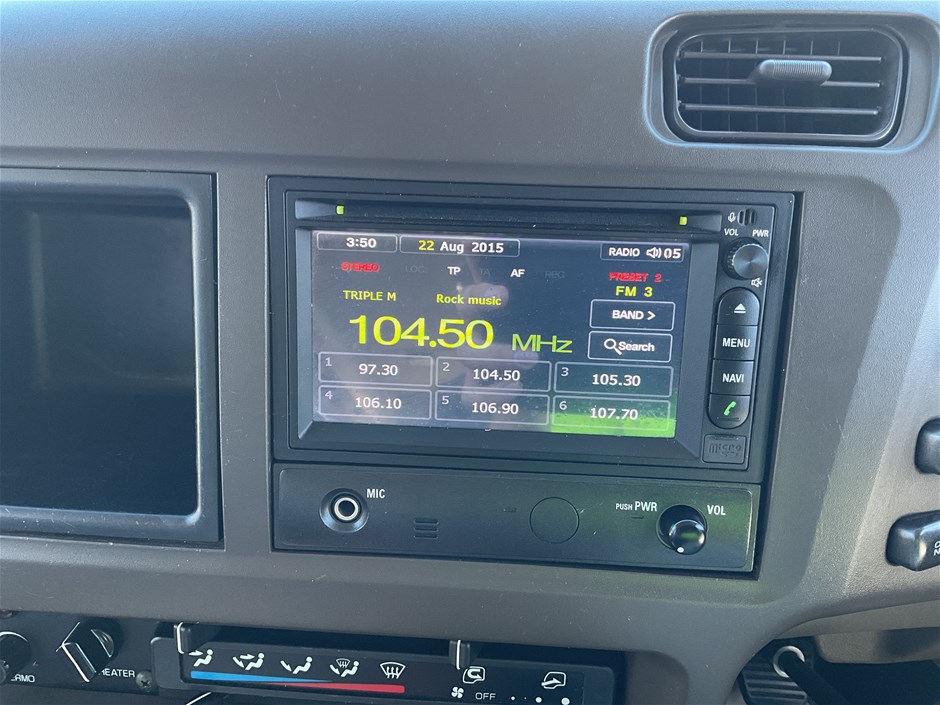 VOL PWR
3:50 22 Aug 2015 RADIO 05
STEREO LOC TP TA AF REG PRESET 2
FM 3
TRIPLE M Rock music
BAND >
104.50 MHz
Search
1 97.30 2 104.50 3 105.30
4 106.10 5 106.90 6 107.70
MENU
NAVI
MIC
PUSH PWR VOL
HEATER
OFF